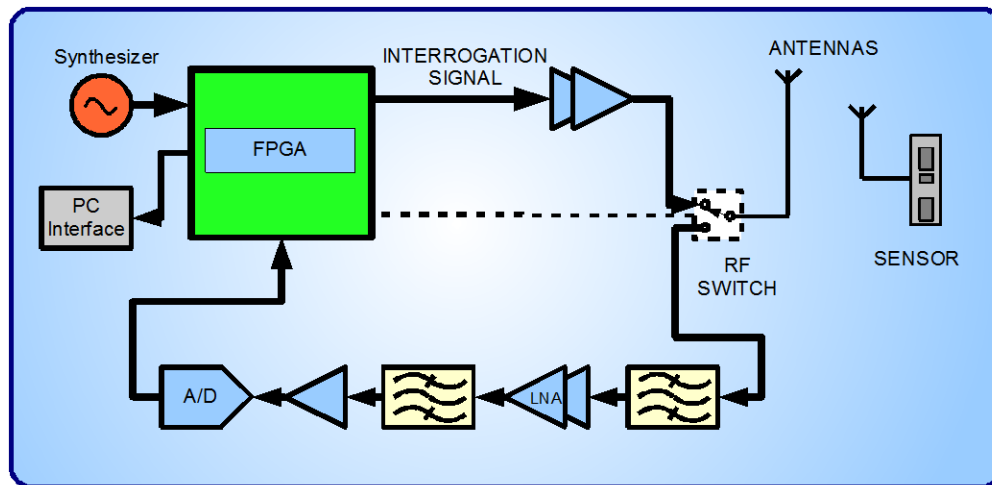 Synthesizer
INTERROGATION
SIGNAL
ANTENNAS
FPGA
PC
Interface
RF
SWITCH
SENSOR
A/D
LNA